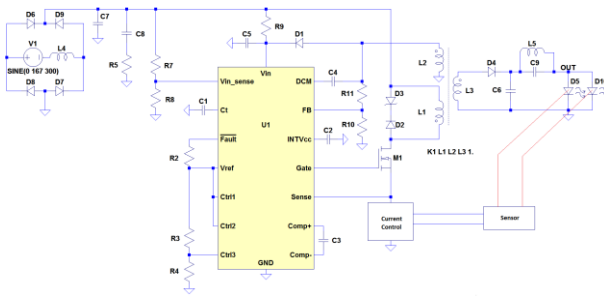 D6
D9
C7
V1
L4
SINE(0 167 300)
D8
D7
C8
R5
R7
R8
C1
R2
R3
R4
C5
R9
D1
Vin
Vin_sense
DCM
C4
Ct
FB
R11
U1
R10
Fault
INTVcc
C2
Vref
Gate
Ctrl1
Sense
Ctrl2
Comp+
C3
Ctrl3
Comp-
GND
D3
D2
M1
L2
L1
L3
K1 L1 L2 L3 1.
D4
C6
L5
C9
OUT
D5
Current
Control
Sensor